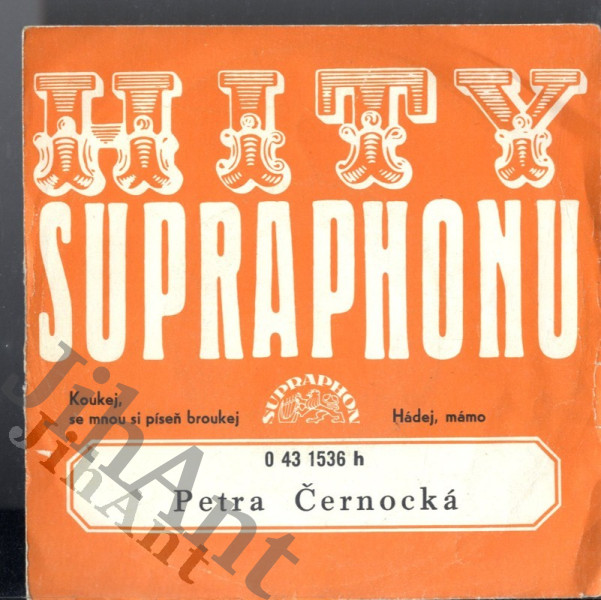 HITY
SUPRAPHONU
SUPRAPHON
Koukej,
se mnou si píseň broukej
Hádej, mámo
0 43 1536 h
Petra Černocká
JihAnt
JihAnt